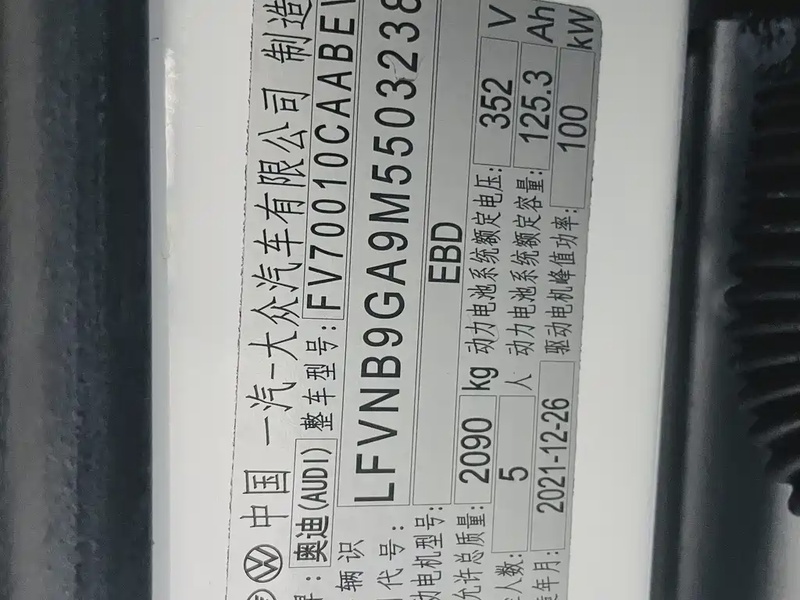 中国 一汽-大众汽车有限公司 制造
牌:奥迪(AUDI) 整车型号:FV70010CAABEV
车辆识
别代号:LFVNB9GA9M5503238
动电机型号: EBD
允许总质量: 2090 kg 动力电池系统额定电压: 352 V
人数: 5 人 动力电池系统额定容量: 125.3 Ah
造年月: 2021-12-26 驱动电机峰值功率: 100 kW